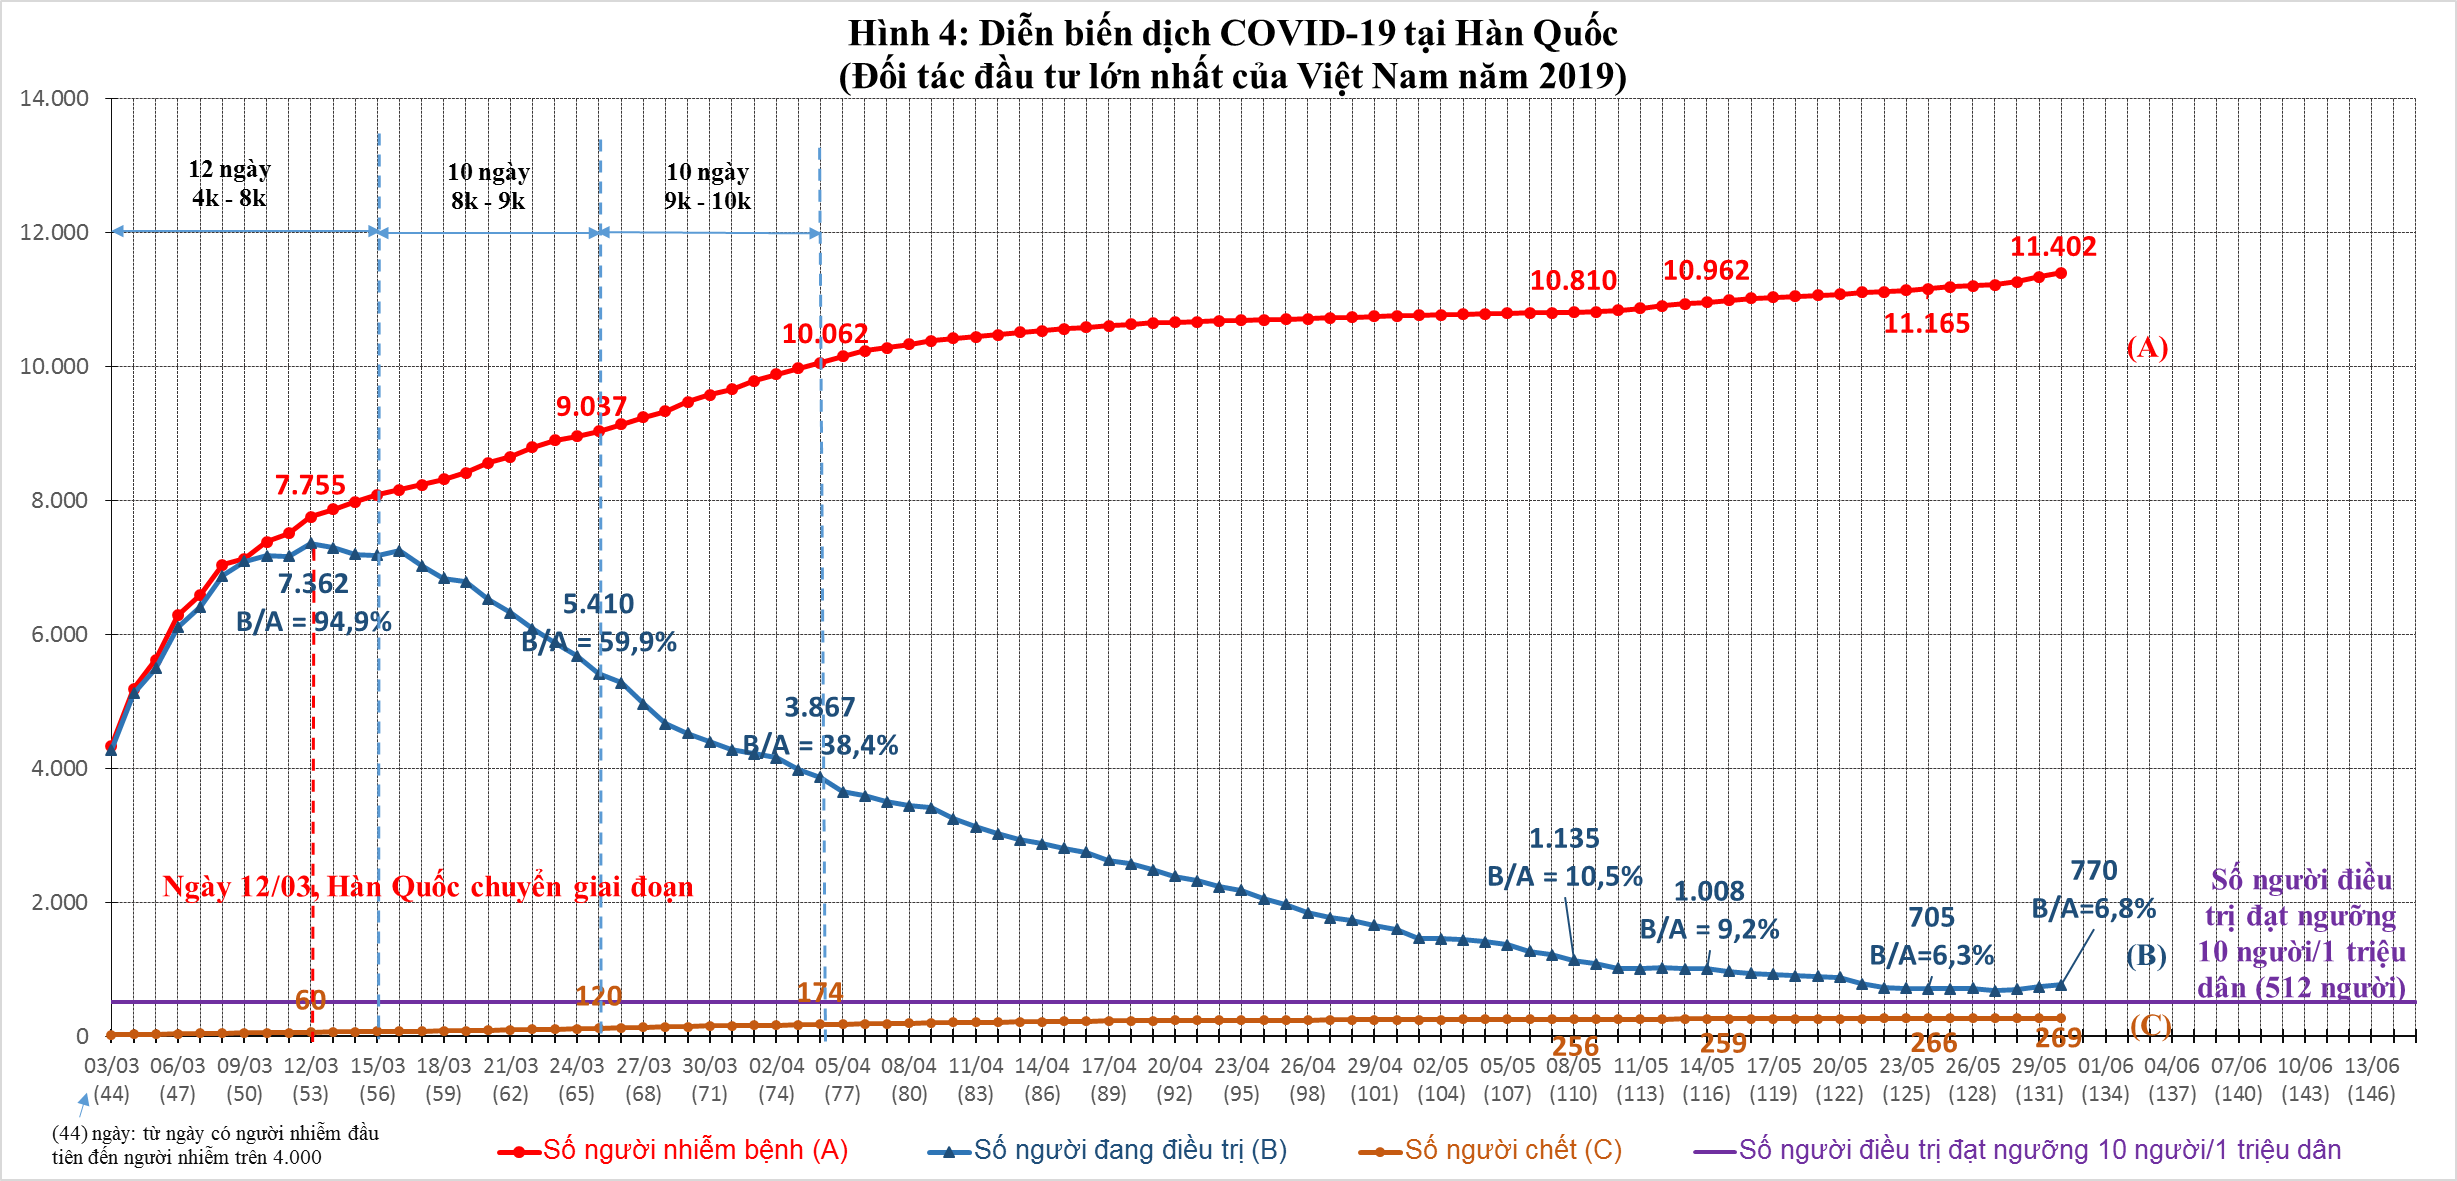 Hình 4: Diễn biến dịch COVID-19 tại Hàn Quốc
(Đối tác đầu tư lớn nhất của Việt Nam năm 2019)
14.000
12.000
10.000
8.000
6.000
4.000
2.000
0
12 ngày
4k - 8k
10 ngày
8k - 9k
10 ngày
9k - 10k
7.755
9.037
10.062
10.810
10.962
11.165
11.402
(A)
7.362
B/A = 94,9%
5.410
B/A = 59,9%
3.867
B/A = 38,4%
1.135
B/A = 10,5%
1.008
B/A = 9,2%
705
B/A=6,3%
770
B/A=6,8%
(B)
Ngày 12/03, Hàn Quốc chuyển giai đoạn
Số người điều
trị đạt ngưỡng
10 người/1 triệu
dân (512 người)
60
120
174
256
259
266
269
(C)
03/03 06/03 09/03 12/03 15/03 18/03 21/03 24/03 27/03 30/03 02/04 05/04 08/04 11/04 14/04 17/04 20/04 23/04 26/04 29/04 02/05 05/05 08/05 11/05 14/05 17/05 20/05 23/05 26/05 29/05 01/06 04/06 07/06 10/06 13/06
(44) (47) (50) (53) (56) (59) (62) (65) (68) (71) (74) (77) (80) (83) (86) (89) (92) (95) (98) (101) (104) (107) (110) (113) (116) (119) (122) (125) (128) (131) (134) (137) (140) (143) (146)
(44) ngày: từ ngày có người nhiễm đầu
tiên đến người nhiễm trên 4.000
Số người nhiễm bệnh (A)
Số người đang điều trị (B)
Số người chết (C)
Số người điều trị đạt ngưỡng 10 người/1 triệu dân